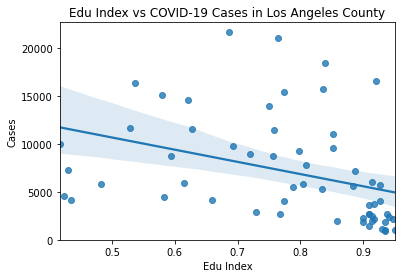 Edu Index vs COVID-19 Cases in Los Angeles County
20000
15000
10000
5000
0
Cases
0.5 0.6 0.7 0.8 0.9
Edu Index